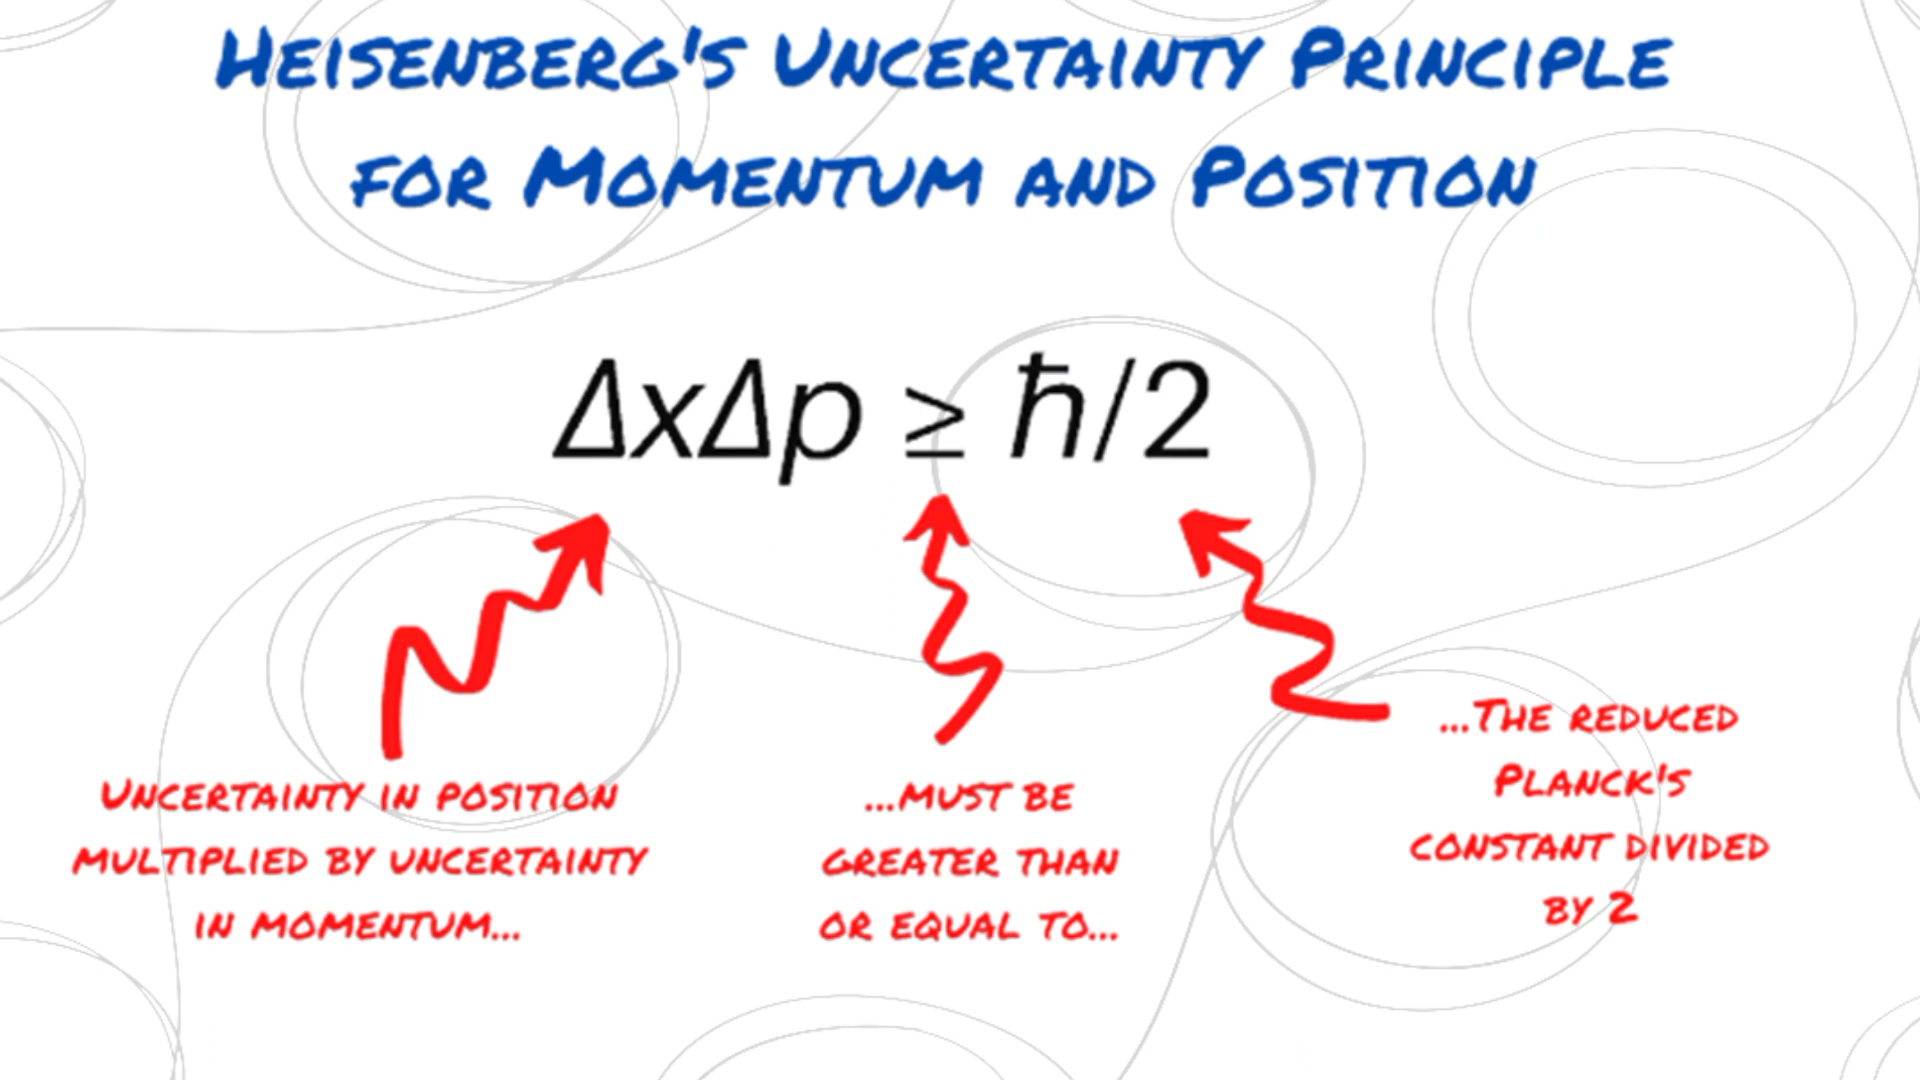 Heisenberg's Uncertainty Principle
for Momentum and Position
ΔxΔp ≥ ħ/2
Uncertainty in position
multiplied by uncertainty
in momentum...
...must be
greater than
or equal to...
...The reduced
Planck's
constant divided
by 2